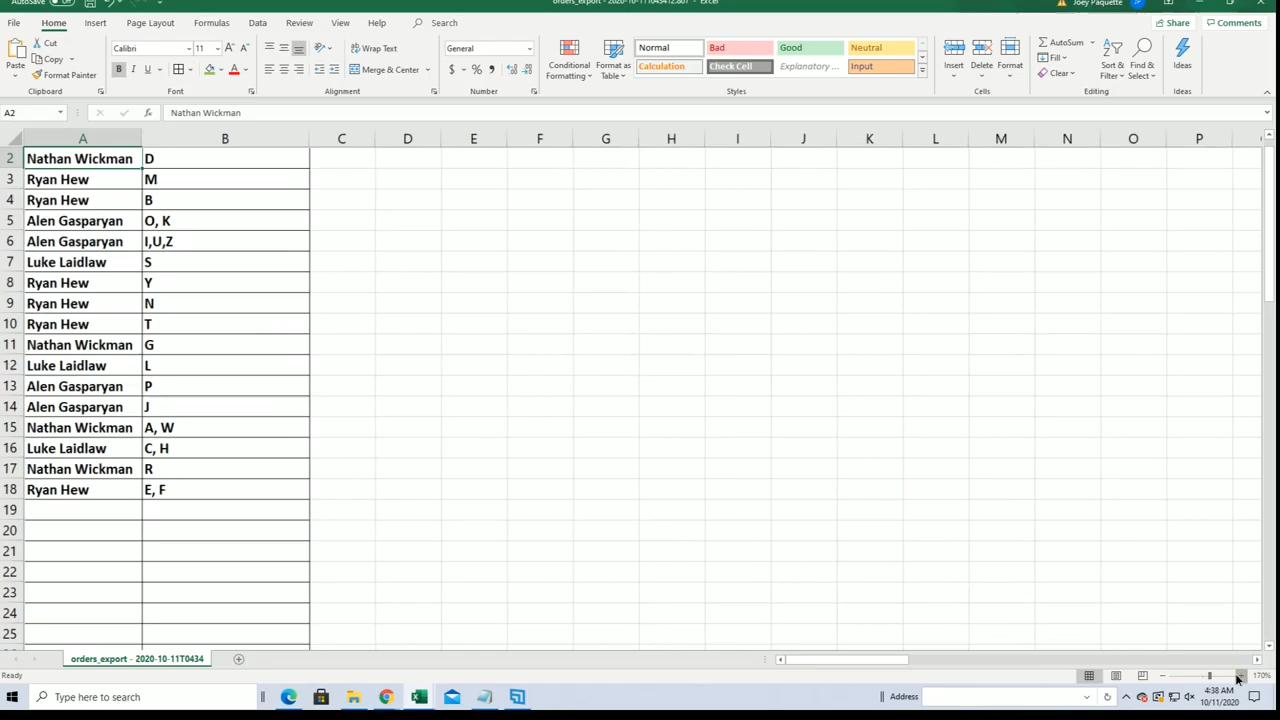 AutoSave
orders_export - 2020-10-11T043412.807 - Excel
Joey Paquette
File Home Insert Page Layout Formulas Data Review View Help Search
Share Comments
Paste Cut Copy Format Painter
Calibri 11 General
Wrap Text
Merge & Center
B I U A $ %
Conditional Formatting Format as Table
Normal Bad Good Neutral
Calculation Check Cell Explanatory ... Input
Insert Delete Format
AutoSum Fill Clear
Sort & Filter Find & Select
Ideas
Clipboard Font Alignment Number Styles Cells Editing Ideas
A2 fx Nathan Wickman
A B C D E F G H I J K L M N O P
2 Nathan Wickman D
3 Ryan Hew M
4 Ryan Hew B
5 Alen Gasparyan O, K
6 Alen Gasparyan I,U,Z
7 Luke Laidlaw S
8 Ryan Hew Y
9 Ryan Hew N
10 Ryan Hew T
11 Nathan Wickman G
12 Luke Laidlaw L
13 Alen Gasparyan P
14 Alen Gasparyan J
15 Nathan Wickman A, W
16 Luke Laidlaw C, H
17 Nathan Wickman R
18 Ryan Hew E, F
19
20
21
22
23
24
25
orders_export - 2020-10-11T0434
Ready
170%
Type here to search
Address
4:38 AM
10/11/2020